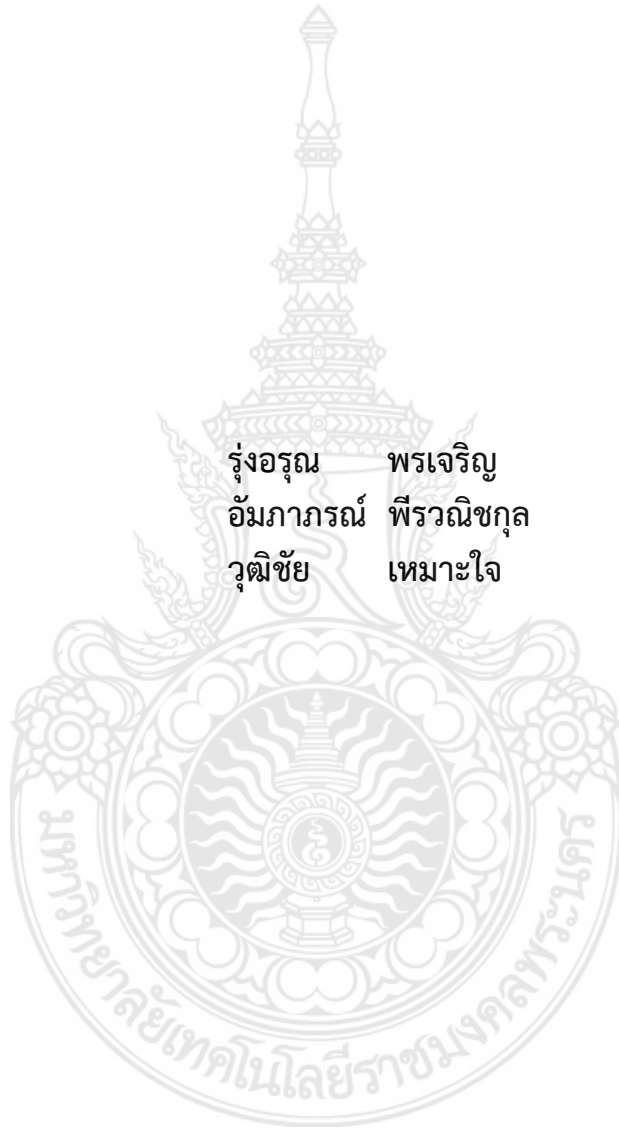 รุ่งอรุณ พรเจริญ
อัมภาภรณ์ พีรวณิชกุล
วุฒิชัย เหมาะใจ
มหาวิทยาลัยเทคโนโลยีราชมงคลพระนคร